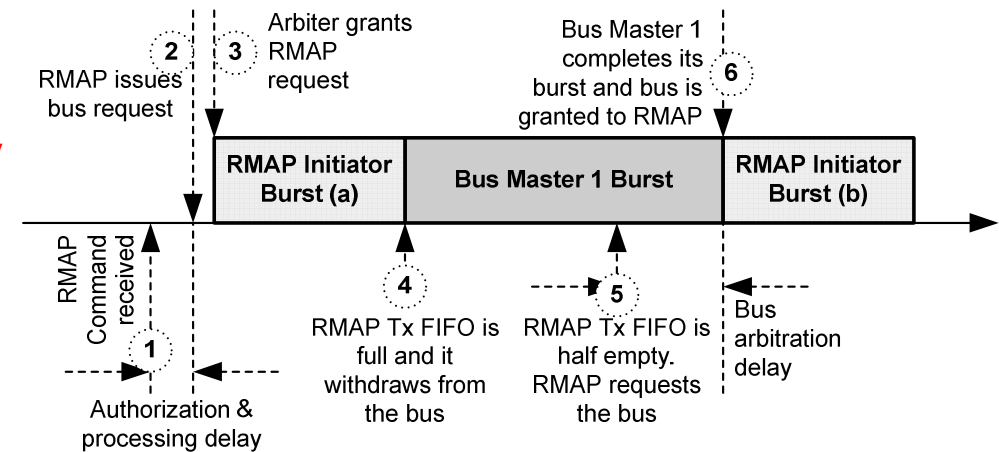 2
RMAP issues
bus request
3
Arbiter grants
RMAP
request
Bus Master 1
completes its
burst and bus is
granted to RMAP
6
RMAP Initiator
Burst (a)
Bus Master 1 Burst
RMAP Initiator
Burst (b)
RMAP
Command
received
1
Authorization &
processing delay
4
RMAP Tx FIFO is
full and it
withdraws from
the bus
5
RMAP Tx FIFO is
half empty.
RMAP requests
the bus
Bus
arbitration
delay